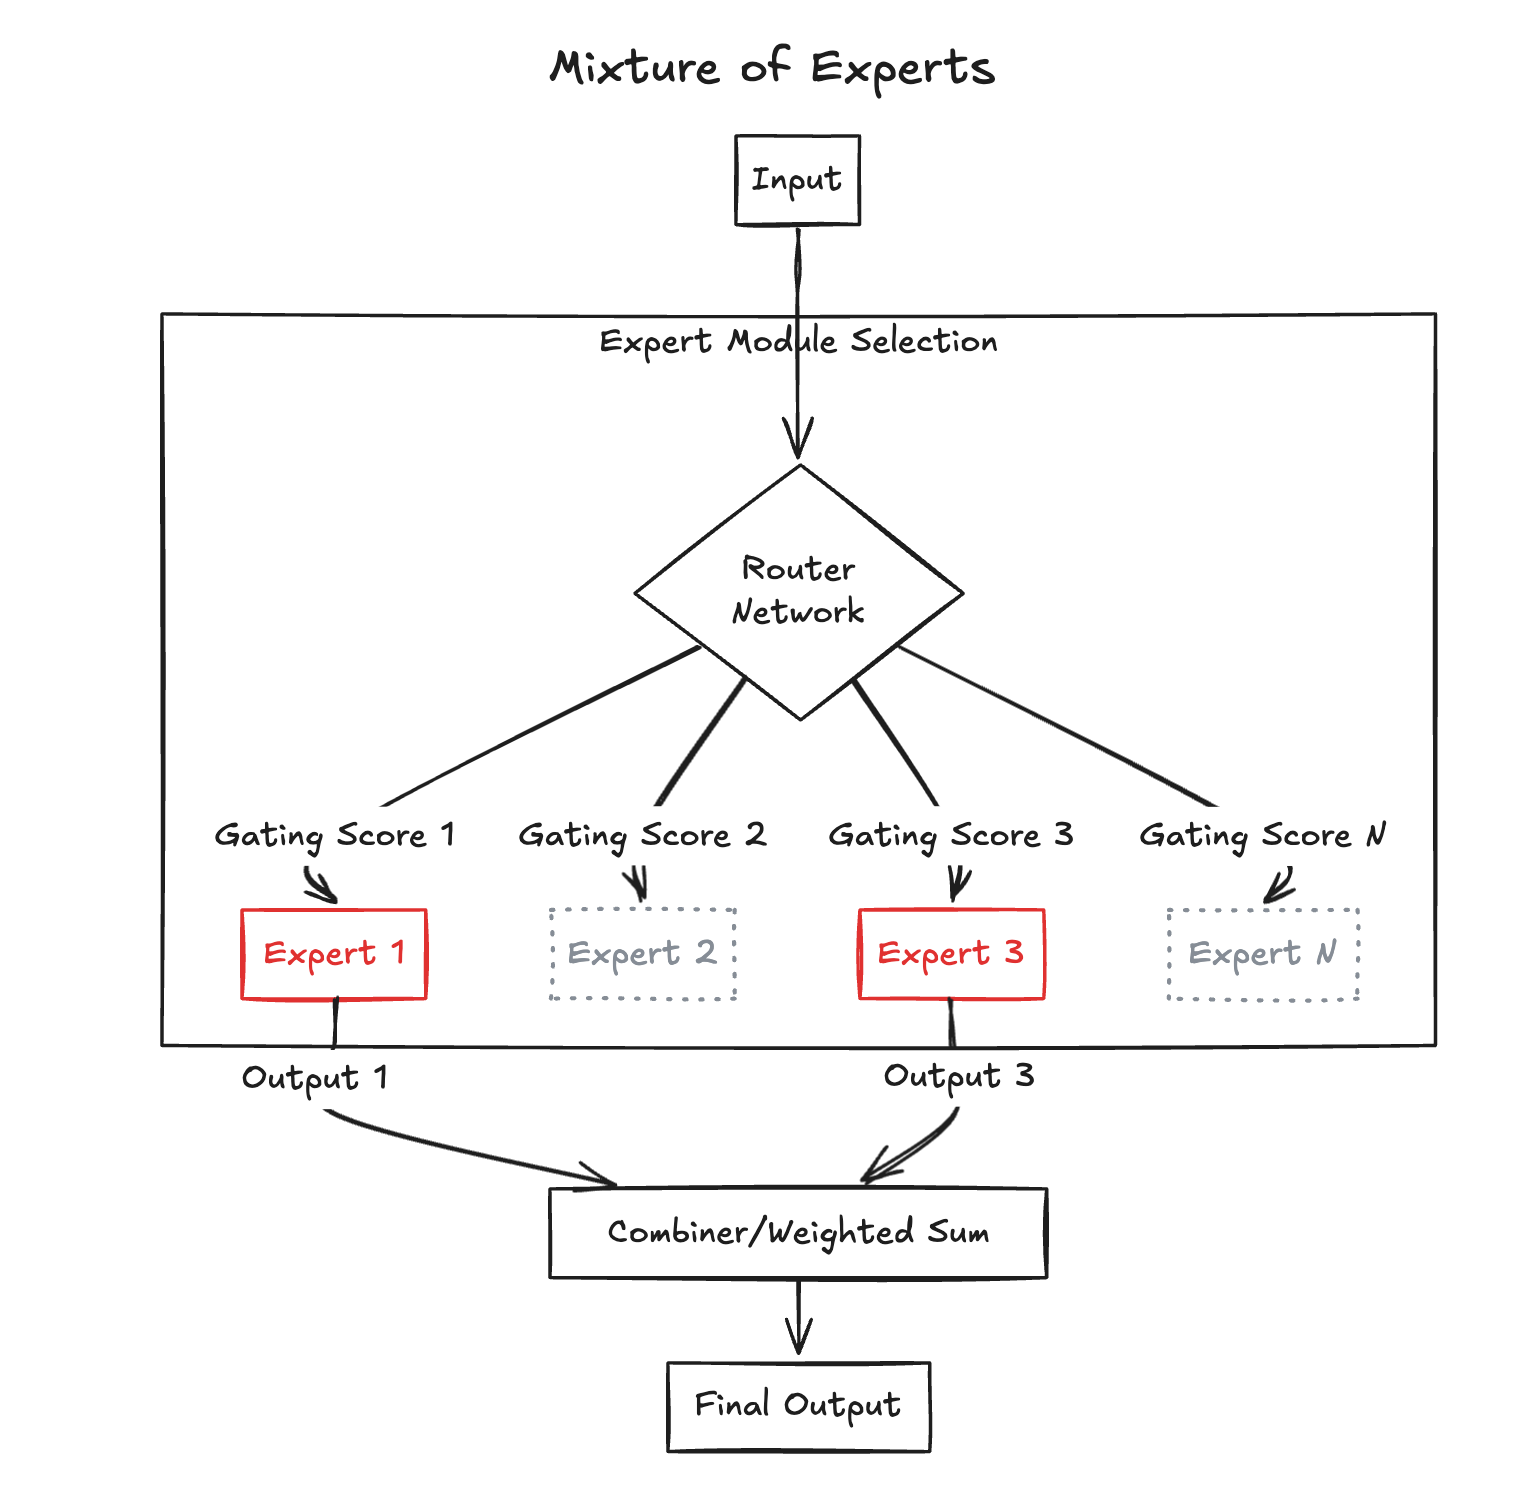 Mixture of Experts
Input
Expert Module Selection
Router
Network
Gating Score 1
Gating Score 2
Gating Score 3
Gating Score N
Expert 1
Expert 2
Expert 3
Expert N
Output 1
Output 3
Combiner/Weighted Sum
Final Output